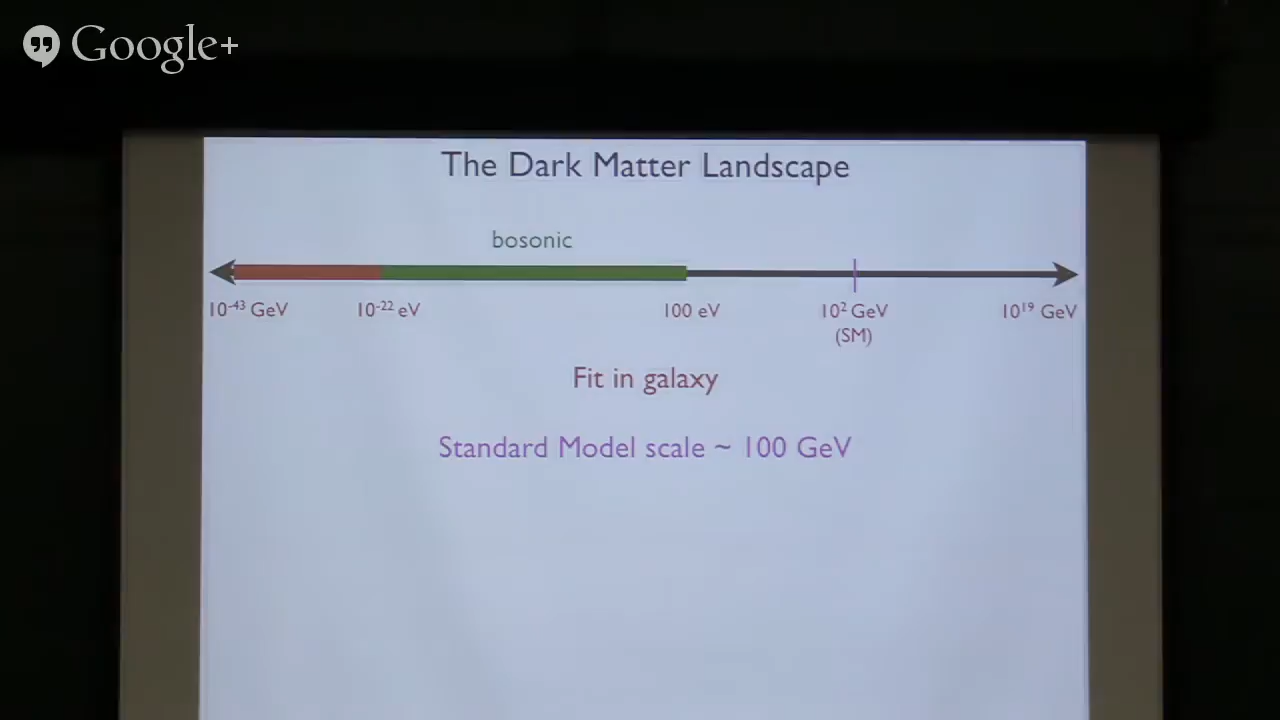 Google+
The Dark Matter Landscape
bosonic
10⁻⁴³ GeV 10⁻²² eV 100 eV 10² GeV 10¹⁹ GeV
(SM)
Fit in galaxy
Standard Model scale ~ 100 GeV